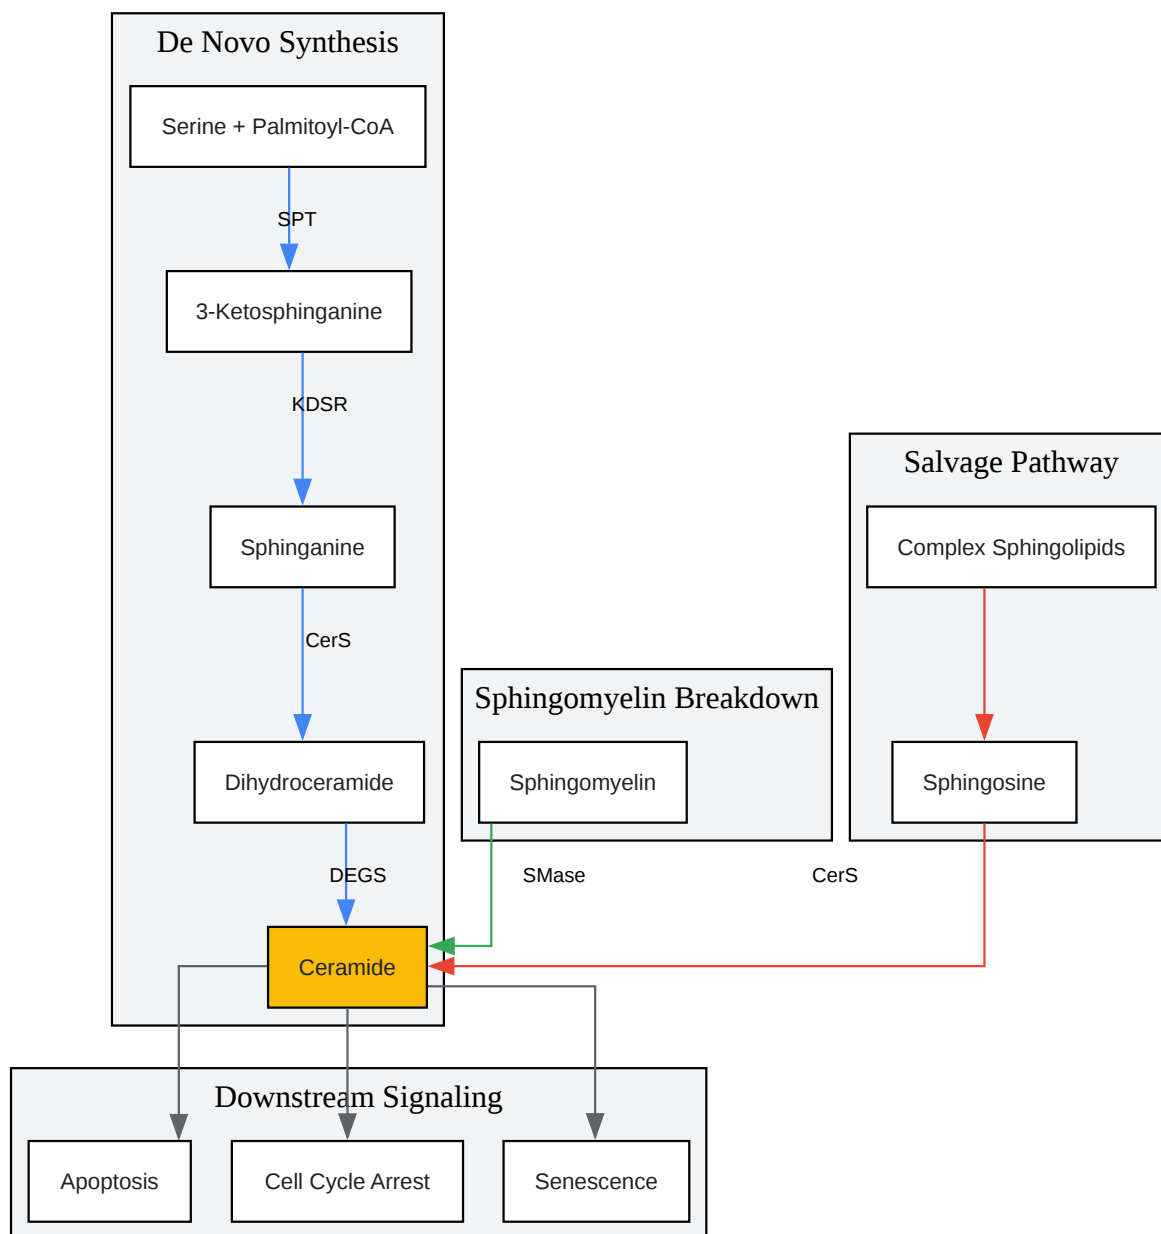 De Novo Synthesis
Serine + Palmitoyl-CoA
SPT
3-Ketosphinganine
KDSR
Salvage Pathway
Sphinganine
Complex Sphingolipids
CerS
Sphingomyelin Breakdown
Dihydroceramide
Sphingomyelin
Sphingosine
DEGS
SMase
CerS
Ceramide
Downstream Signaling
Apoptosis
Cell Cycle Arrest
Senescence